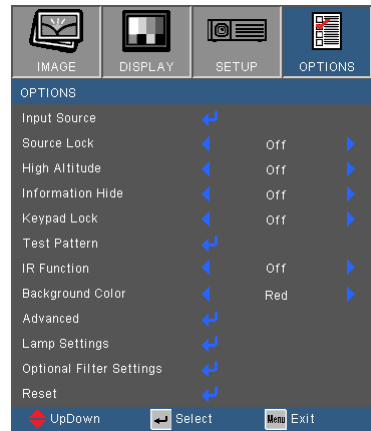 IMAGE DISPLAY SETUP OPTIONS
OPTIONS
Input Source
Source Lock Off
High Altitude Off
Information Hide Off
Keypad Lock Off
Test Pattern
IR Function Off
Background Color Red
Advanced
Lamp Settings
Optional Filter Settings
Reset
UpDown Select Menu Exit